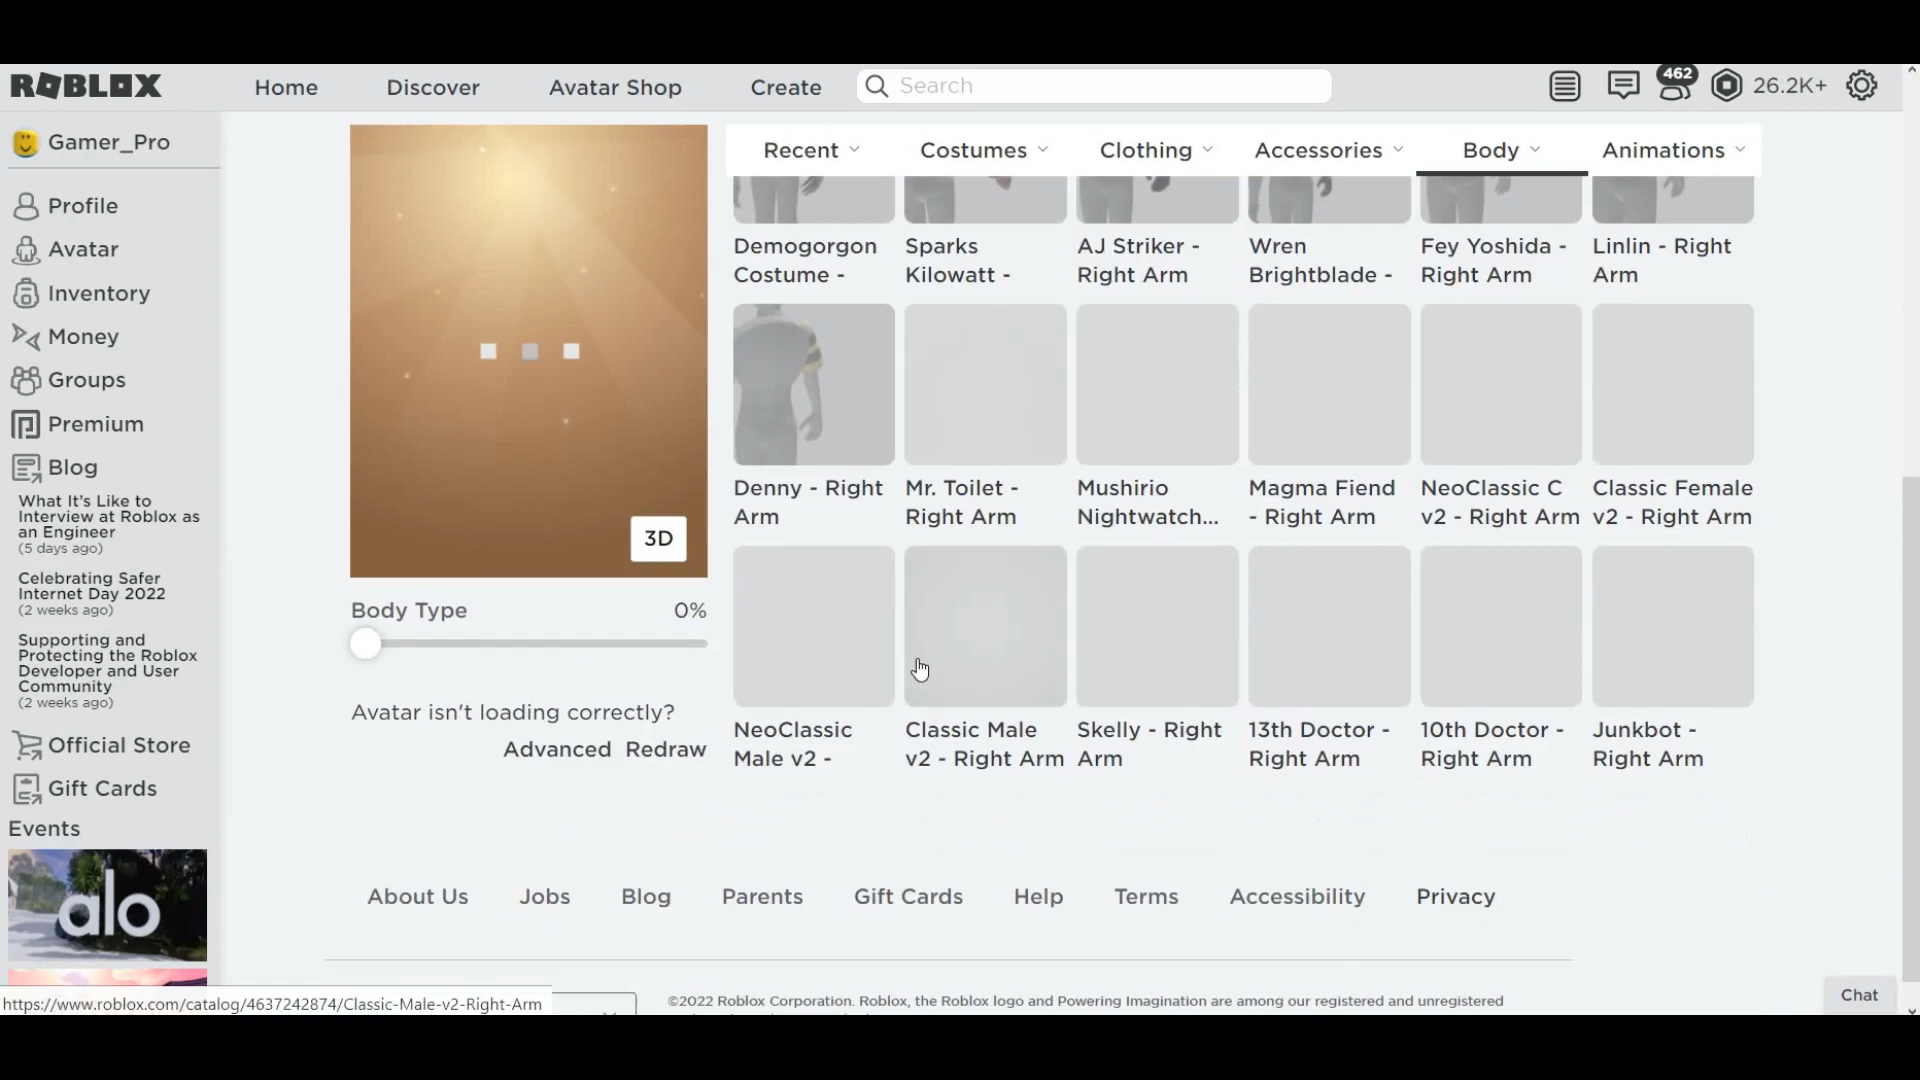 ROBLOX
Home
Discover
Avatar Shop
Create
Search
462
26.2K+
Gamer_Pro
Profile
Avatar
Inventory
Money
Groups
Premium
Blog
What It's Like to
Interview at Roblox as
an Engineer
(5 days ago)
Celebrating Safer
Internet Day 2022
(2 weeks ago)
Supporting and
Protecting the Roblox
Developer and User
Community
(2 weeks ago)
Official Store
Gift Cards
Events
alo
https://www.roblox.com/catalog/4637242874/Classic-Male-v2-Right-Arm
3D
Body Type
0%
Avatar isn't loading correctly?
Advanced
Redraw
Recent
Costumes
Clothing
Accessories
Body
Animations
Demogorgon
Costume -
Sparks
Kilowatt -
AJ Striker -
Right Arm
Wren
Brightblade -
Fey Yoshida -
Right Arm
Linlin - Right
Arm
Denny - Right
Arm
Mr. Toilet -
Right Arm
Mushirio
Nightwatch...
Magma Fiend
- Right Arm
NeoClassic C
v2 - Right Arm
Classic Female
v2 - Right Arm
NeoClassic
Male v2 -
Classic Male
v2 - Right Arm
Skelly - Right
Arm
13th Doctor -
Right Arm
10th Doctor -
Right Arm
Junkbot -
Right Arm
About Us
Jobs
Blog
Parents
Gift Cards
Help
Terms
Accessibility
Privacy
©2022 Roblox Corporation. Roblox, the Roblox logo and Powering Imagination are among our registered and unregistered
Chat